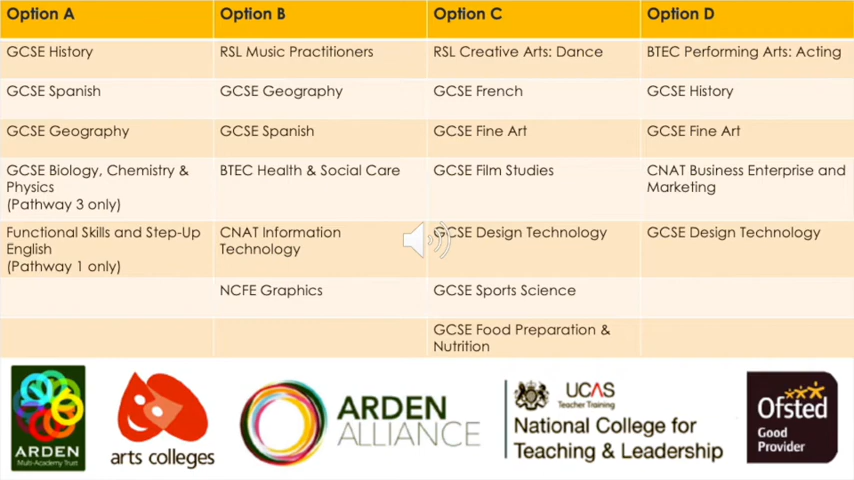 Option A
Option B
Option C
Option D
GCSE History
RSL Music Practitioners
RSL Creative Arts: Dance
BTEC Performing Arts: Acting
GCSE Spanish
GCSE Geography
GCSE French
GCSE History
GCSE Geography
GCSE Spanish
GCSE Fine Art
GCSE Fine Art
GCSE Biology, Chemistry &
Physics
(Pathway 3 only)
BTEC Health & Social Care
GCSE Film Studies
CNAT Business Enterprise and
Marketing
Functional Skills and Step-Up
English
(Pathway 1 only)
CNAT Information
Technology
GCSE Design Technology
GCSE Design Technology
NCFE Graphics
GCSE Sports Science
GCSE Food Preparation &
Nutrition
ARDEN
Multi-Academy Trust
arts colleges
ARDEN
ALLIANCE
UCAS
Teacher Training
National College for
Teaching & Leadership
Ofsted
Good
Provider